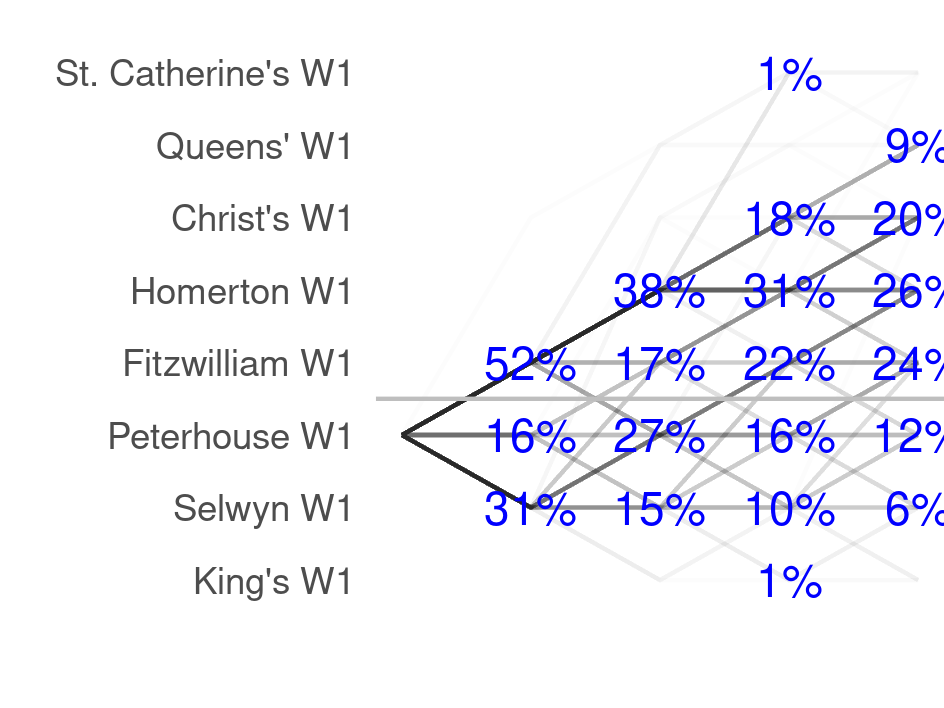 St. Catherine's W1 1%
Queens' W1 9%
Christ's W1 18% 20%
Homerton W1 38% 31% 26%
Fitzwilliam W1 52% 17% 22% 24%
Peterhouse W1 16% 27% 16% 12%
Selwyn W1 31% 15% 10% 6%
King's W1 1%